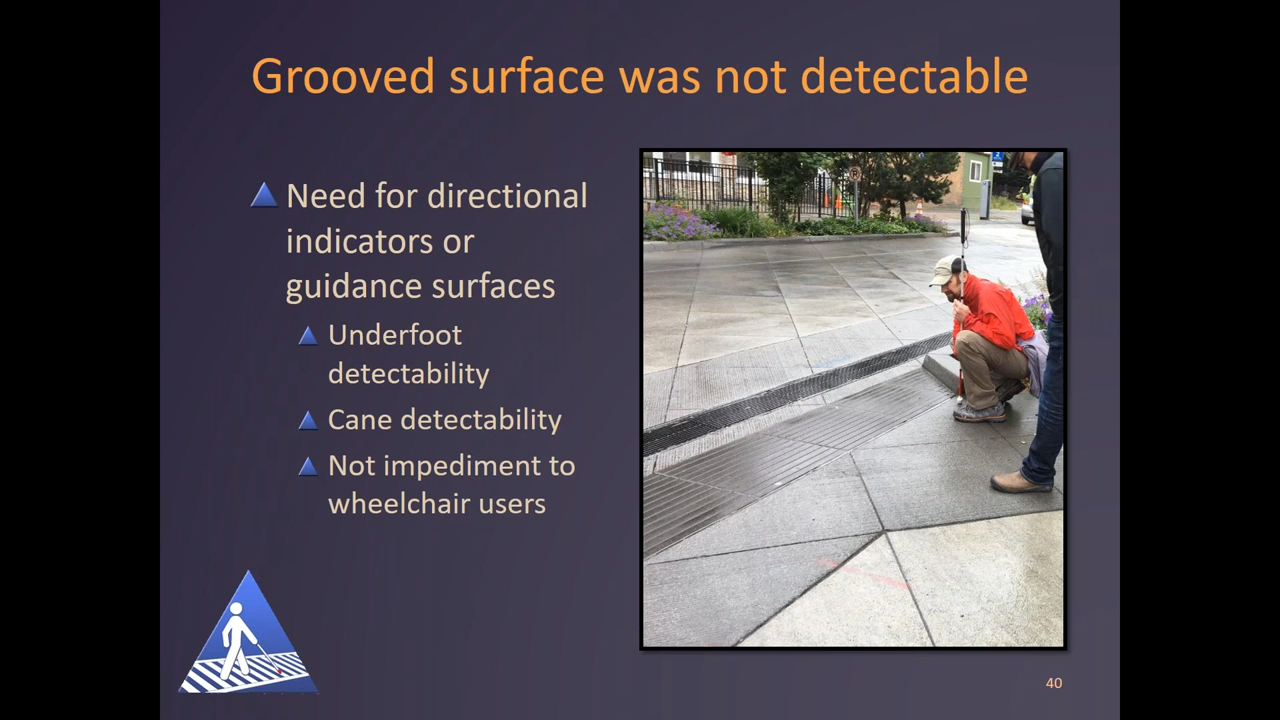 Grooved surface was not detectable
Need for directional
indicators or
guidance surfaces
Underfoot
detectability
Cane detectability
Not impediment to
wheelchair users
40